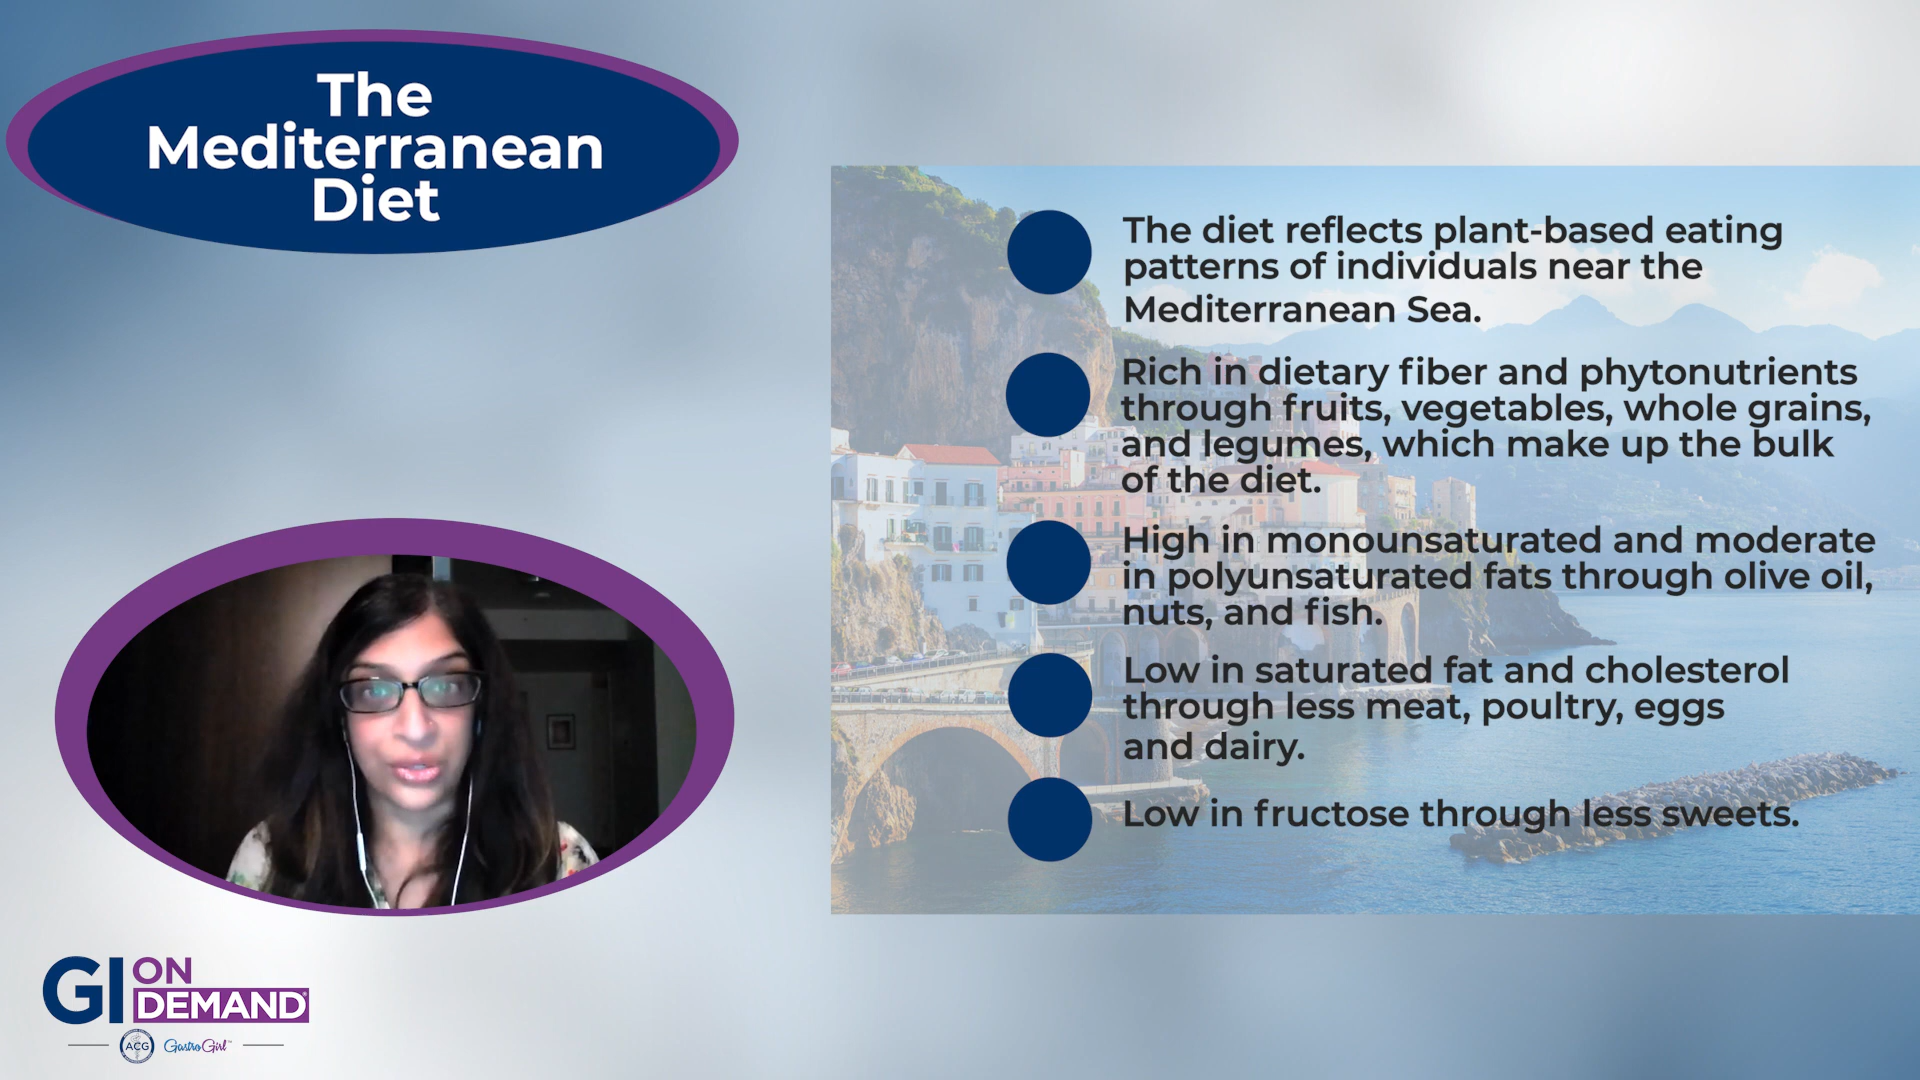 The
Mediterranean
Diet
The diet reflects plant-based eating
patterns of individuals near the
Mediterranean Sea.
Rich in dietary fiber and phytonutrients
through fruits, vegetables, whole grains,
and legumes, which make up the bulk
of the diet.
High in monounsaturated and moderate
in polyunsaturated fats through olive oil,
nuts, and fish.
Low in saturated fat and cholesterol
through less meat, poultry, eggs
and dairy.
Low in fructose through less sweets.
GI ON
DEMAND
ACG GastroGirl